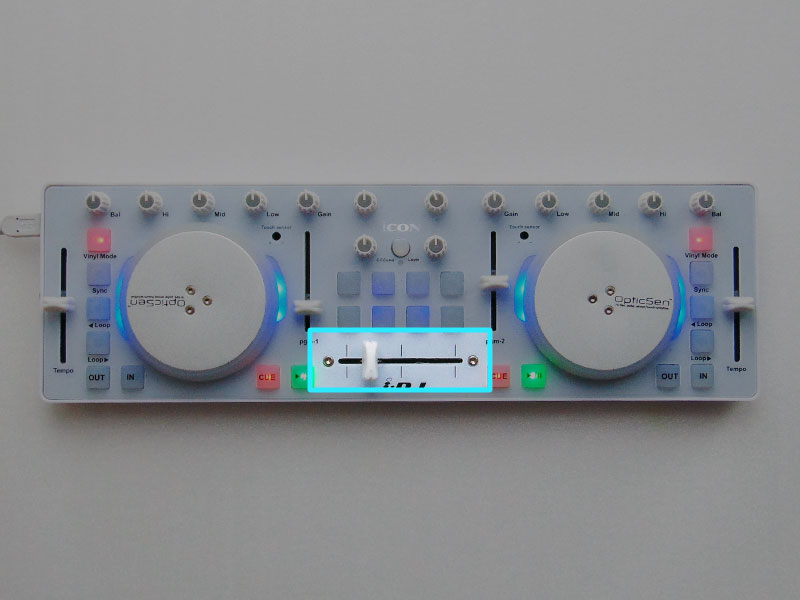 Bal Hi Mid Low Gain Gain Low Mid Hi Bal
iCON
Touch sensor Touch sensor
Vinyl Mode Vinyl Mode
Sync Sync
OpticSen OpticSen
◀ Loop ◀ Loop
Loop ▶ Loop ▶
Tempo Tempo
OUT IN CUE CUE OUT IN